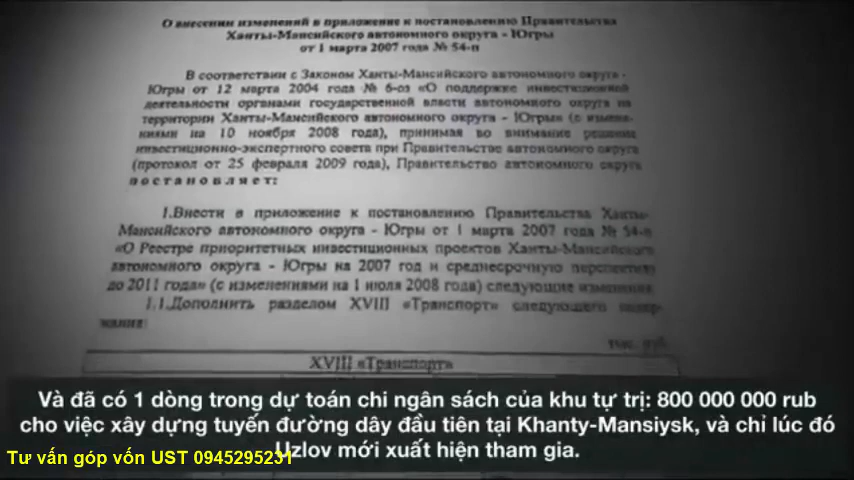 О внесении изменений в приложение к постановлению Правительства
Ханты-Мансийского автономного округа - Югры
от 1 марта 2007 года № 54-п
В соответствии с Законом Ханты-Мансийского автономного округа -
Югры от 12 марта 2004 года № 6-оз «О поддержке инвестиционной
деятельности органами государственной власти автономного округа на
территории Ханты-Мансийского автономного округа - Югры» (с измене-
ниями на 10 ноября 2008 года), принимая во внимание решение
инвестиционно-экспертного совета при Правительстве автономного округа
(протокол от 25 февраля 2009 года), Правительство автономного округа
постановляет:
1.Внести в приложение к постановлению Правительства Ханты-
Мансийского автономного округа - Югры от 1 марта 2007 года № 54-п
«О Реестре приоритетных инвестиционных проектов Ханты-Мансийского
автономного округа - Югры на 2007 год и среднесрочную перспективу
до 2011 года» (с изменениями на 1 июля 2008 года) следующие изменения:
1.1.Дополнить разделом XVIII «Транспорт» следующего содер-
жания:
тыс. руб.
XVIII «Транспорт»
Và đã có 1 dòng trong dự toán chi ngân sách của khu tự trị: 800 000 000 rub
cho việc xây dựng tuyến đường dây đầu tiên tại Khanty-Mansiysk, và chỉ lúc đó
Uzlov mới xuất hiện tham gia.
Tư vấn góp vốn UST 0945295231